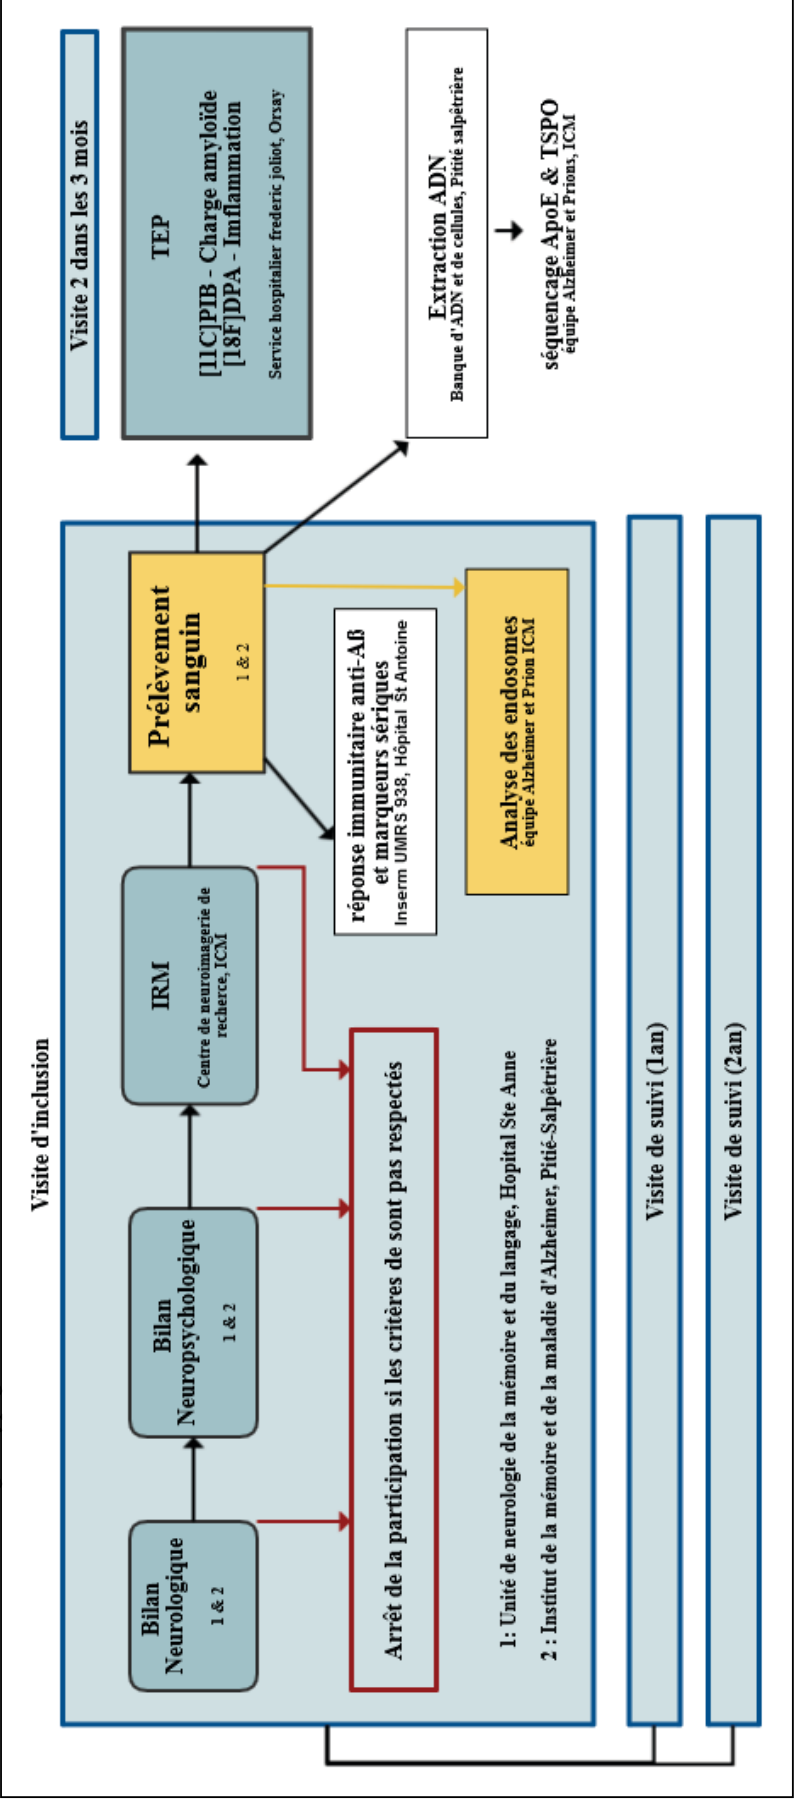 Visite d'inclusion
Visite 2 dans les 3 mois
Bilan
Neurologique
1 & 2
Bilan
Neuropsychologique
1 & 2
IRM
Centre de neuroimagerie de
recherce, ICM
Prélèvement
sanguin
1 & 2
TEP
[11C]PIB - Charge amyloïde
[18F]DPA - Imflammation
Service hospitalier frederic joliot, Orsay
Arrêt de la participation si les critères de sont pas respectés
réponse immunitaire anti-Aß
et marqueurs sériques
Inserm UMRS 938, Hôpital St Antoine
Extraction ADN
Banque d'ADN et de cellules, Pitité salpêtrière
Analyse des endosomes
équipe Alzheimer et Prion ICM
séquencage ApoE & TSPO
équipe Alzheimer et Prions, ICM
1: Unité de neurologie de la mémoire et du langage, Hopital Ste Anne
2 : Institut de la mémoire et de la maladie d'Alzheimer, Pitié-Salpêtrière
Visite de suivi (1an)
Visite de suivi (2an)